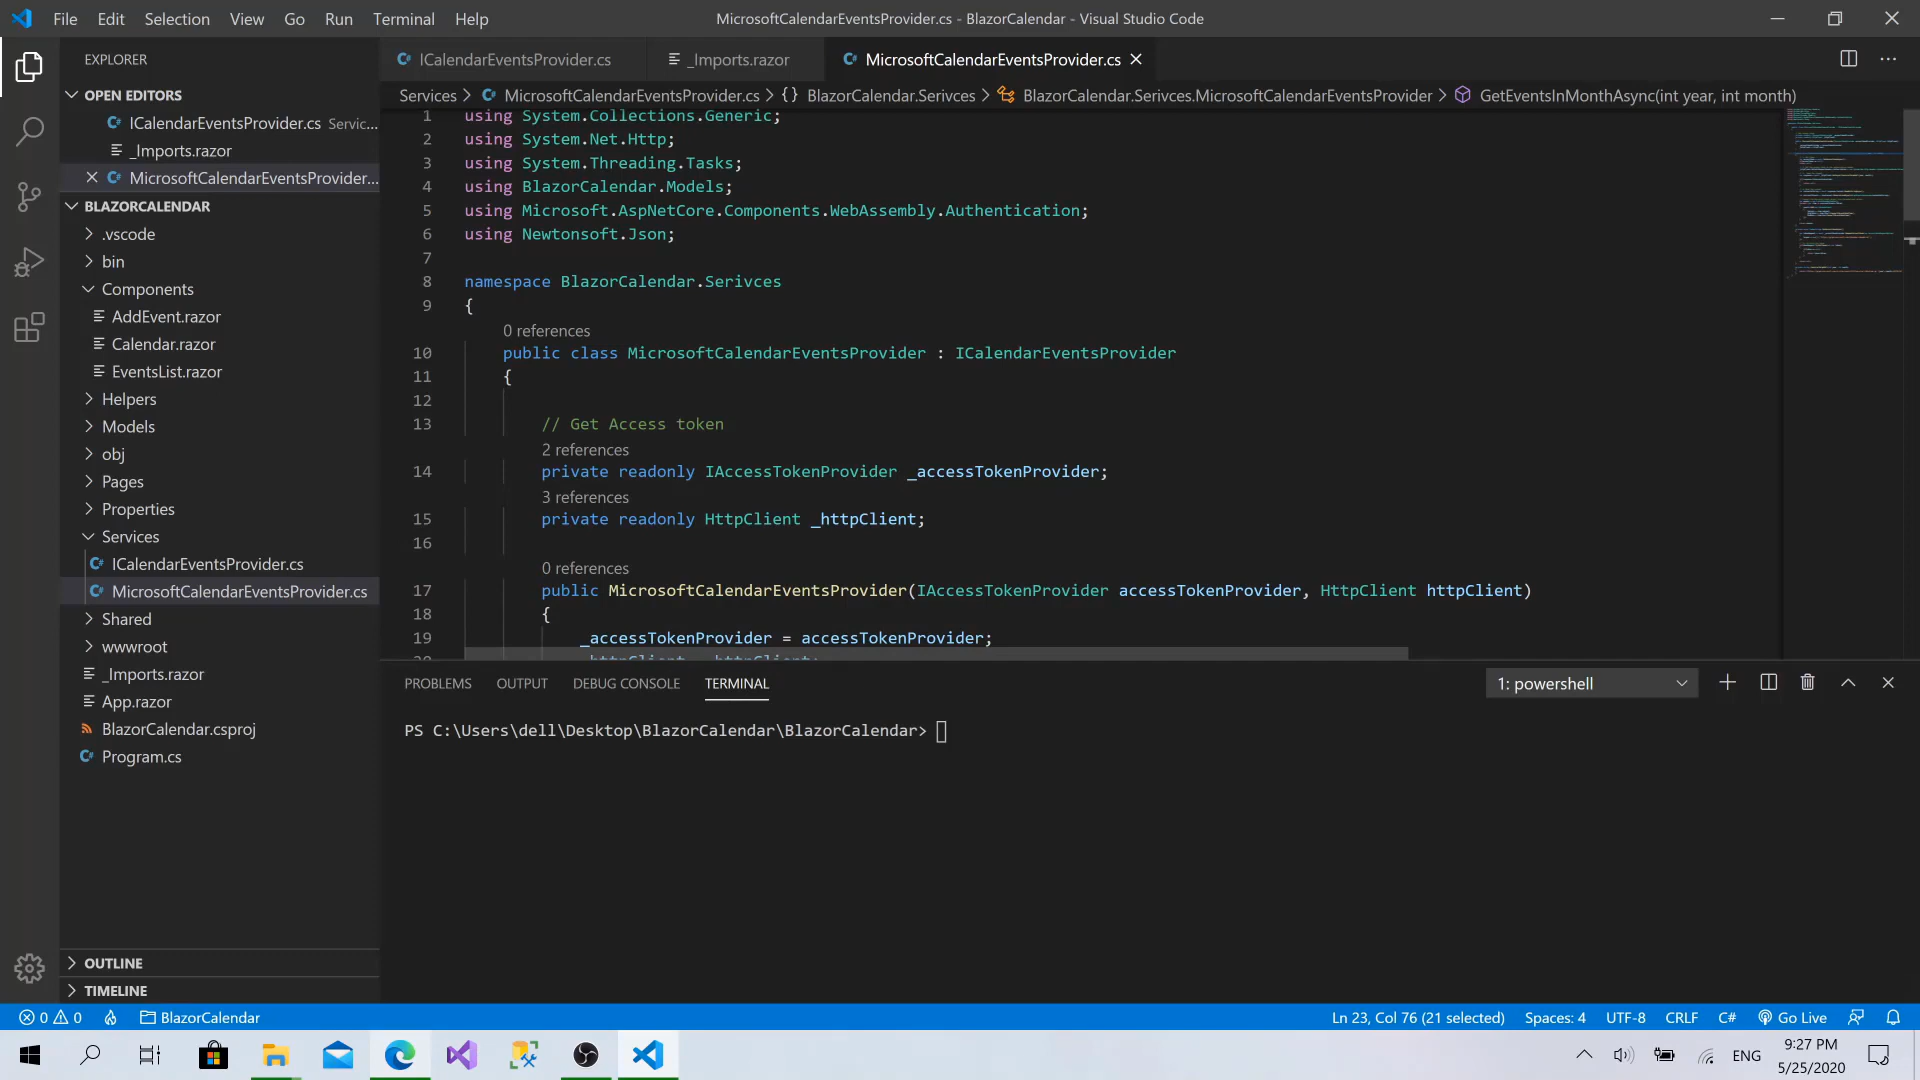 File Edit Selection View Go Run Terminal Help
MicrosoftCalendarEventsProvider.cs - BlazorCalendar - Visual Studio Code
EXPLORER
OPEN EDITORS
ICalendarEventsProvider.cs Servic...
_Imports.razor
MicrosoftCalendarEventsProvider...
BLAZORCALENDAR
.vscode
bin
Components
AddEvent.razor
Calendar.razor
EventsList.razor
Helpers
Models
obj
Pages
Properties
Services
ICalendarEventsProvider.cs
MicrosoftCalendarEventsProvider.cs
Shared
wwwroot
_Imports.razor
App.razor
BlazorCalendar.csproj
Program.cs
OUTLINE
TIMELINE
ICalendarEventsProvider.cs
_Imports.razor
MicrosoftCalendarEventsProvider.cs
Services > MicrosoftCalendarEventsProvider.cs > {} BlazorCalendar.Serivces > BlazorCalendar.Serivces.MicrosoftCalendarEventsProvider > GetEventsInMonthAsync(int year, int month)
1 using System.Collections.Generic;
2 using System.Net.Http;
3 using System.Threading.Tasks;
4 using BlazorCalendar.Models;
5 using Microsoft.AspNetCore.Components.WebAssembly.Authentication;
6 using Newtonsoft.Json;
7
8 namespace BlazorCalendar.Serivces
9 {
0 references
10 public class MicrosoftCalendarEventsProvider : ICalendarEventsProvider
11 {
12
13 // Get Access token
2 references
14 private readonly IAccessTokenProvider _accessTokenProvider;
3 references
15 private readonly HttpClient _httpClient;
16
0 references
17 public MicrosoftCalendarEventsProvider(IAccessTokenProvider accessTokenProvider, HttpClient httpClient)
18 {
19 _accessTokenProvider = accessTokenProvider;
PROBLEMS OUTPUT DEBUG CONSOLE TERMINAL
1: powershell
PS C:\Users\dell\Desktop\BlazorCalendar\BlazorCalendar>
0 0
BlazorCalendar
Ln 23, Col 76 (21 selected) Spaces: 4 UTF-8 CRLF C# Go Live
ENG
9:27 PM
5/25/2020